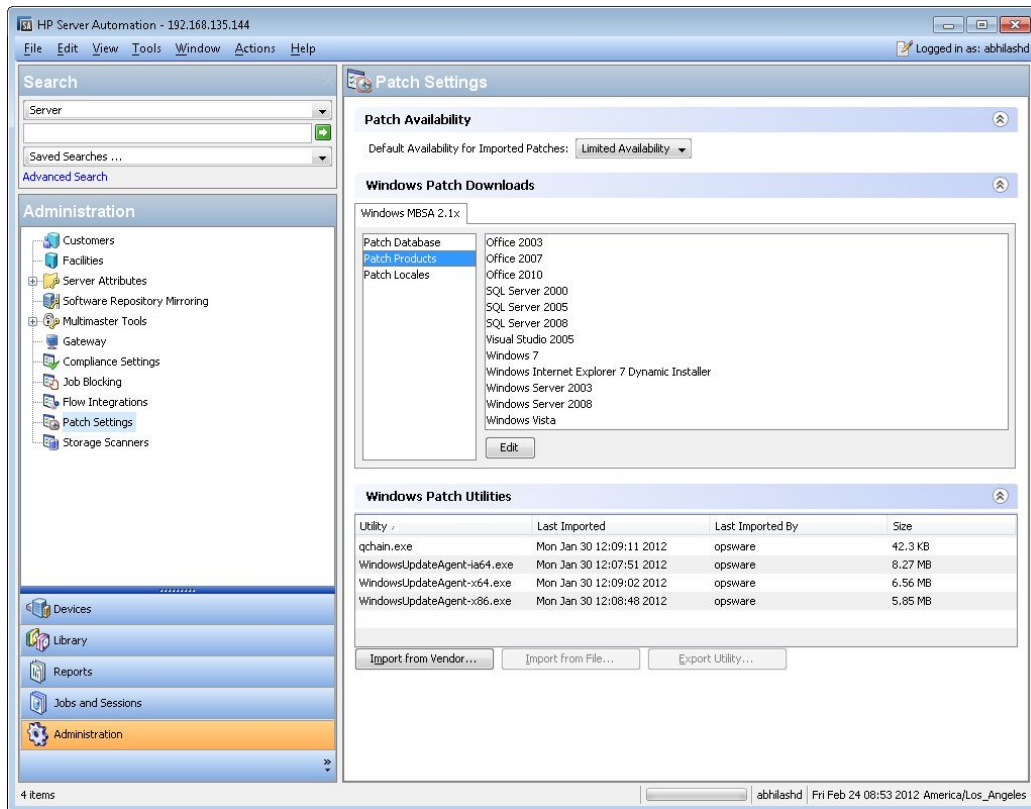 HP Server Automation - 192.168.135.144
File Edit View Tools Window Actions Help
Logged in as: abhilashd
Search
Server
Saved Searches ...
Advanced Search
Administration
Customers
Facilities
Server Attributes
Software Repository Mirroring
Multimaster Tools
Gateway
Compliance Settings
Job Blocking
Flow Integrations
Patch Settings
Storage Scanners
Devices
Library
Reports
Jobs and Sessions
Administration
Patch Settings
Patch Availability
Default Availability for Imported Patches: Limited Availability
Windows Patch Downloads
Windows MBSA 2.1x
Patch Database
Patch Products
Patch Locales
Office 2003
Office 2007
Office 2010
SQL Server 2000
SQL Server 2005
SQL Server 2008
Visual Studio 2005
Windows 7
Windows Internet Explorer 7 Dynamic Installer
Windows Server 2003
Windows Server 2008
Windows Vista
Edit
Windows Patch Utilities
Utility Last Imported Last Imported By Size
qchain.exe Mon Jan 30 12:09:11 2012 opsware 42.3 KB
WindowsUpdateAgent-ia64.exe Mon Jan 30 12:07:51 2012 opsware 8.27 MB
WindowsUpdateAgent-x64.exe Mon Jan 30 12:09:02 2012 opsware 6.56 MB
WindowsUpdateAgent-x86.exe Mon Jan 30 12:08:48 2012 opsware 5.85 MB
Import from Vendor... Import from File... Export Utility...
4 items
abhilashd Fri Feb 24 08:53 2012 America/Los_Angeles